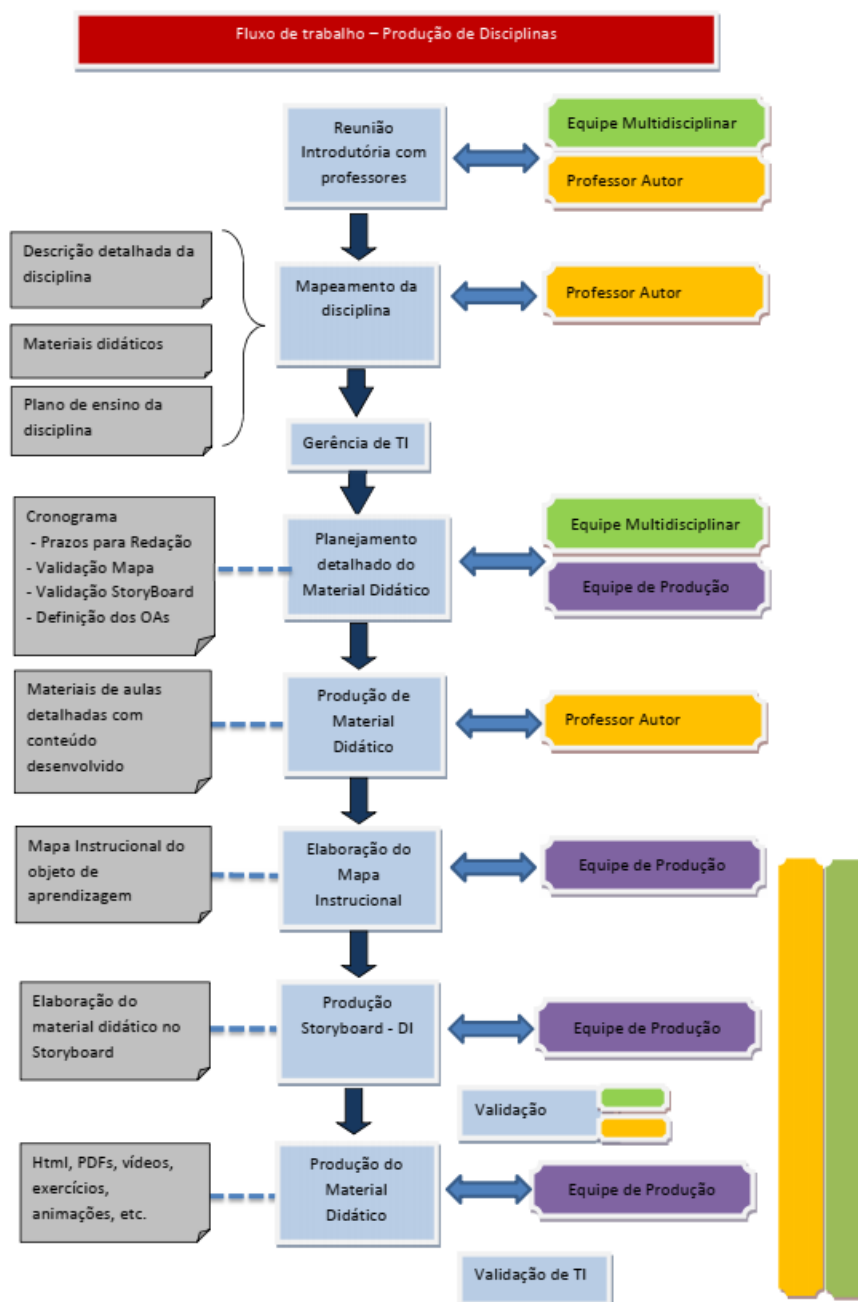 Fluxo de trabalho – Produção de Disciplinas
Reunião
Introdutória com
professores
Equipe Multidisciplinar
Professor Autor
Descrição detalhada da
disciplina
Materiais didáticos
Plano de ensino da
disciplina
Mapeamento da
disciplina
Professor Autor
Gerência de TI
Cronograma
- Prazos para Redação
- Validação Mapa
- Validação StoryBoard
- Definição dos OAs
Planejamento
detalhado do
Material Didático
Equipe Multidisciplinar
Equipe de Produção
Materiais de aulas
detalhadas com
conteúdo
desenvolvido
Produção de
Material
Didático
Professor Autor
Mapa Instrucional do
objeto de
aprendizagem
Elaboração do
Mapa
Instrucional
Equipe de Produção
Elaboração do
material didático no
Storyboard
Produção
Storyboard - DI
Equipe de Produção
Validação
Html, PDFs, vídeos,
exercícios,
animações, etc.
Produção do
Material
Didático
Equipe de Produção
Validação de TI